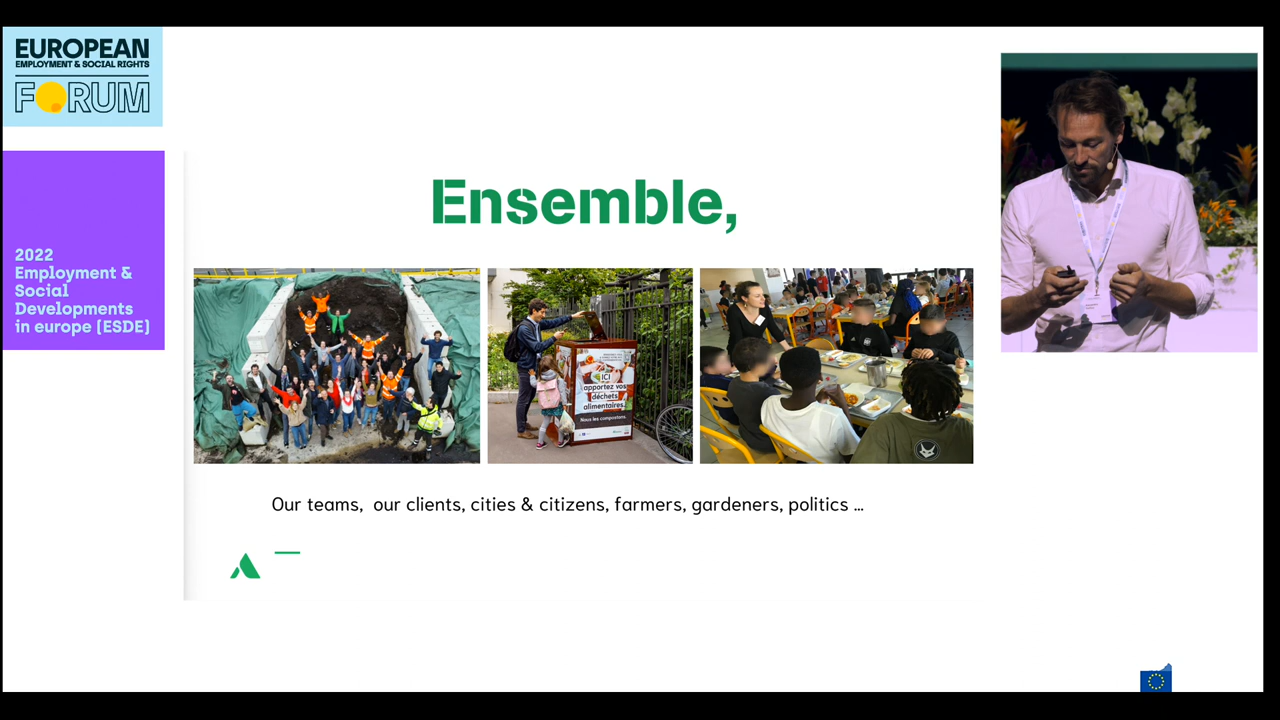 EUROPEAN
EMPLOYMENT & SOCIAL RIGHTS
FORUM
2022
Employment &
Social
Developments
in europe [ESDE]
Ensemble,
ICI
apportez vos
déchets
alimentaires.
Nous les compostons.
Our teams, our clients, cities & citizens, farmers, gardeners, politics ...